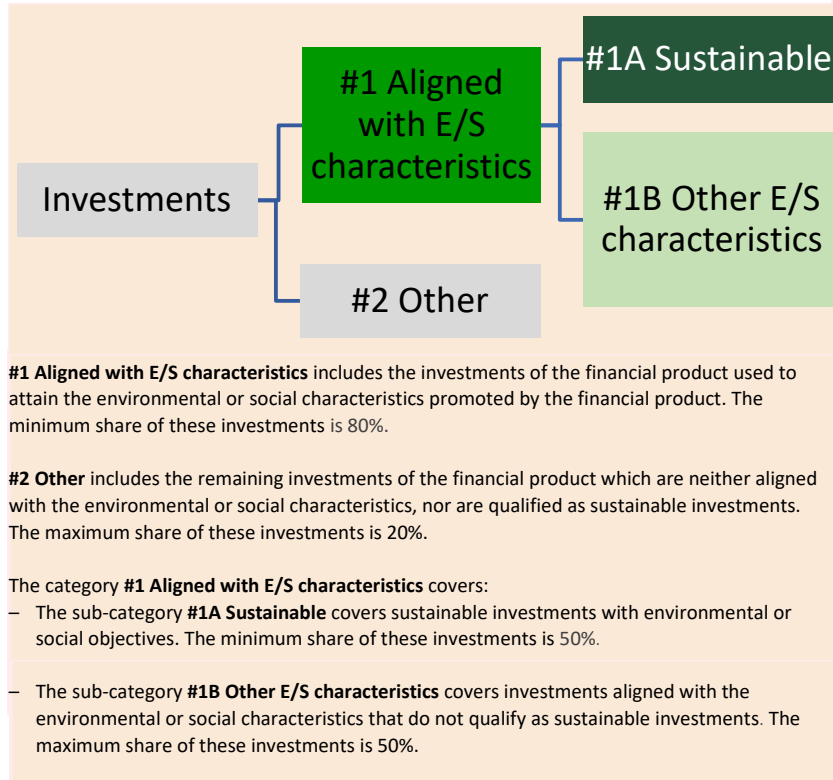 #1A Sustainable
#1 Aligned
with E/S
characteristics
Investments
#1B Other E/S
characteristics
#2 Other
#1 Aligned with E/S characteristics includes the investments of the financial product used to
attain the environmental or social characteristics promoted by the financial product. The
minimum share of these investments is 80%.
#2 Other includes the remaining investments of the financial product which are neither aligned
with the environmental or social characteristics, nor are qualified as sustainable investments.
The maximum share of these investments is 20%.
The category #1 Aligned with E/S characteristics covers:
– The sub-category #1A Sustainable covers sustainable investments with environmental or
social objectives. The minimum share of these investments is 50%.
– The sub-category #1B Other E/S characteristics covers investments aligned with the
environmental or social characteristics that do not qualify as sustainable investments. The
maximum share of these investments is 50%.